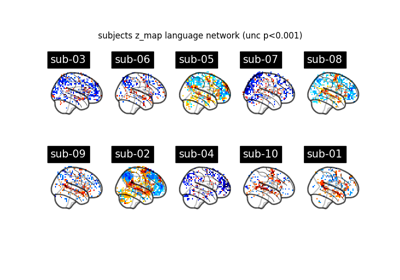 subjects z_map language network (unc p<0.001)
sub-03 sub-06 sub-05 sub-07 sub-08
sub-09 sub-02 sub-04 sub-10 sub-01